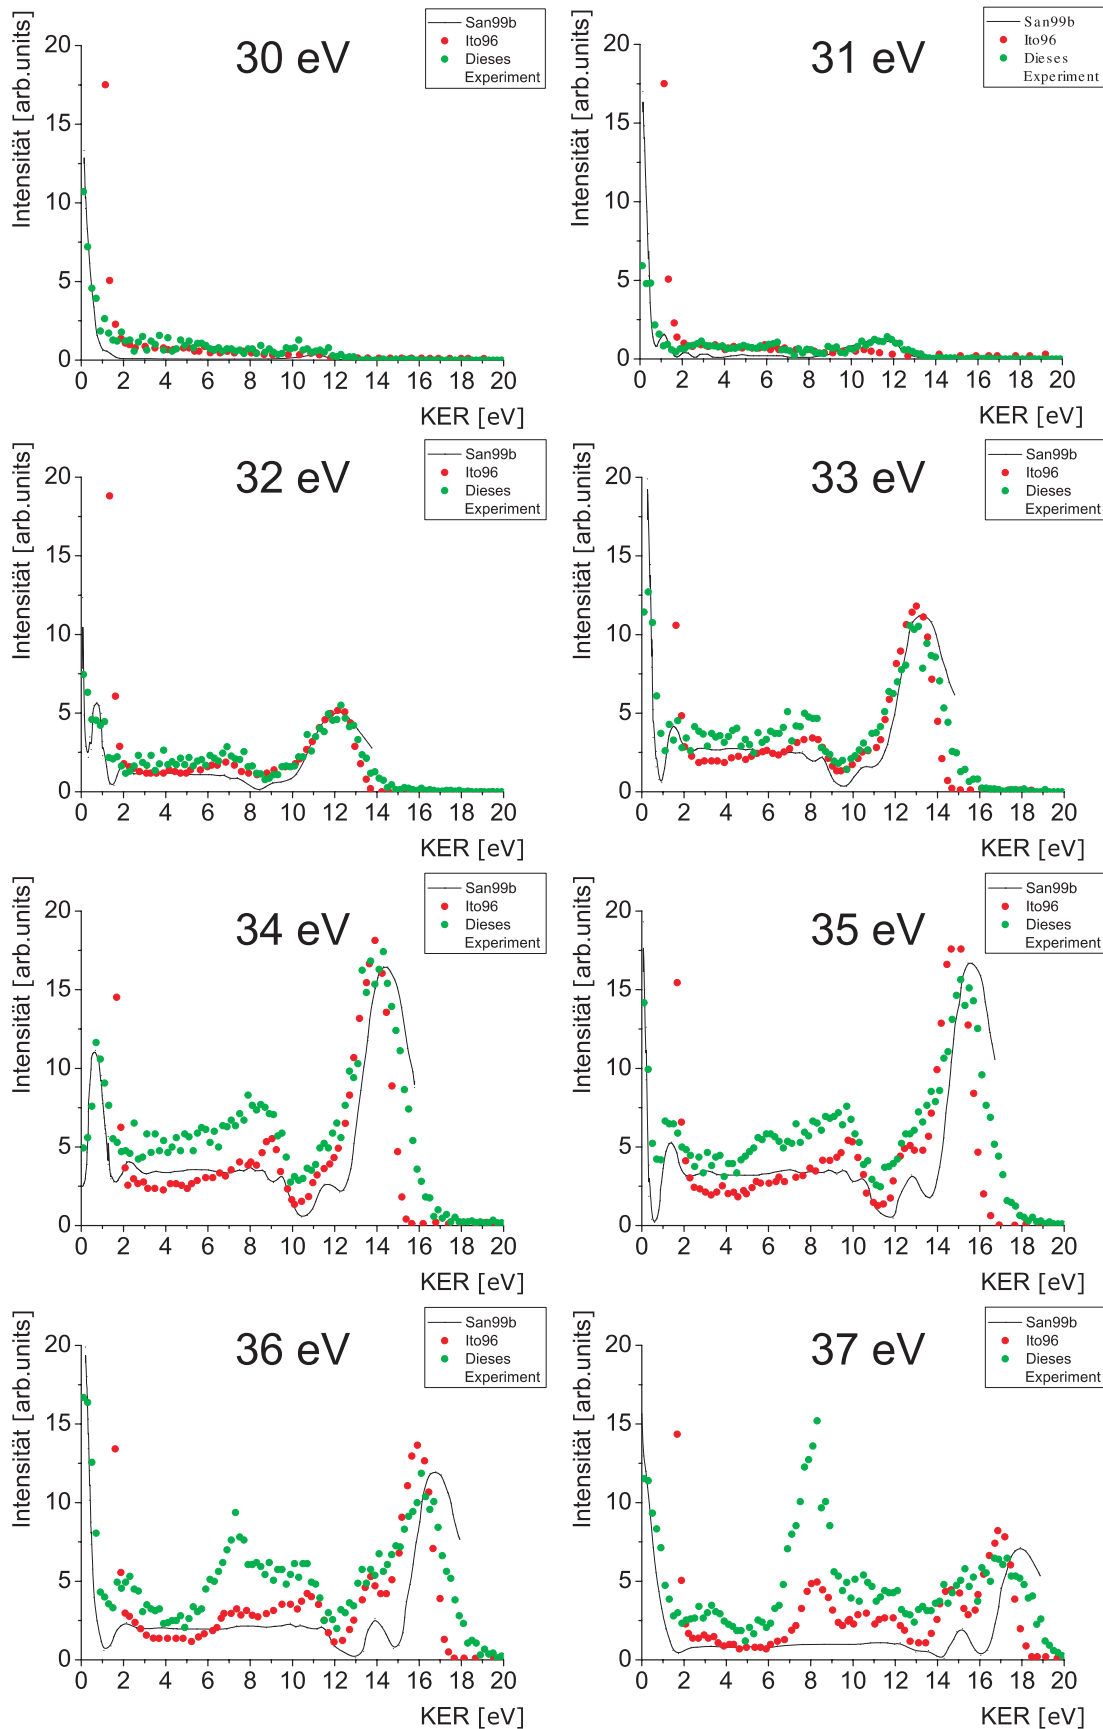 30 eV
San99b
Ito96
Dieses
Experiment
Intensität [arb.units]
20
15
10
5
0
0 2 4 6 8 10 12 14 16 18 20
KER [eV]
31 eV
San99b
Ito96
Dieses
Experiment
Intensität [arb.units]
20
15
10
5
0
0 2 4 6 8 10 12 14 16 18 20
KER [eV]
32 eV
San99b
Ito96
Dieses
Experiment
Intensität [arb.units]
20
15
10
5
0
0 2 4 6 8 10 12 14 16 18 20
KER [eV]
33 eV
San99b
Ito96
Dieses
Experiment
Intensität [arb.units]
20
15
10
5
0
0 2 4 6 8 10 12 14 16 18 20
KER [eV]
34 eV
San99b
Ito96
Dieses
Experiment
Intensität [arb.units]
20
15
10
5
0
0 2 4 6 8 10 12 14 16 18 20
KER [eV]
35 eV
San99b
Ito96
Dieses
Experiment
Intensität [arb.units]
20
15
10
5
0
0 2 4 6 8 10 12 14 16 18 20
KER [eV]
36 eV
San99b
Ito96
Dieses
Experiment
Intensität [arb.units]
20
15
10
5
0
0 2 4 6 8 10 12 14 16 18 20
KER [eV]
37 eV
San99b
Ito96
Dieses
Experiment
Intensität [arb.units]
20
15
10
5
0
0 2 4 6 8 10 12 14 16 18 20
KER [eV]